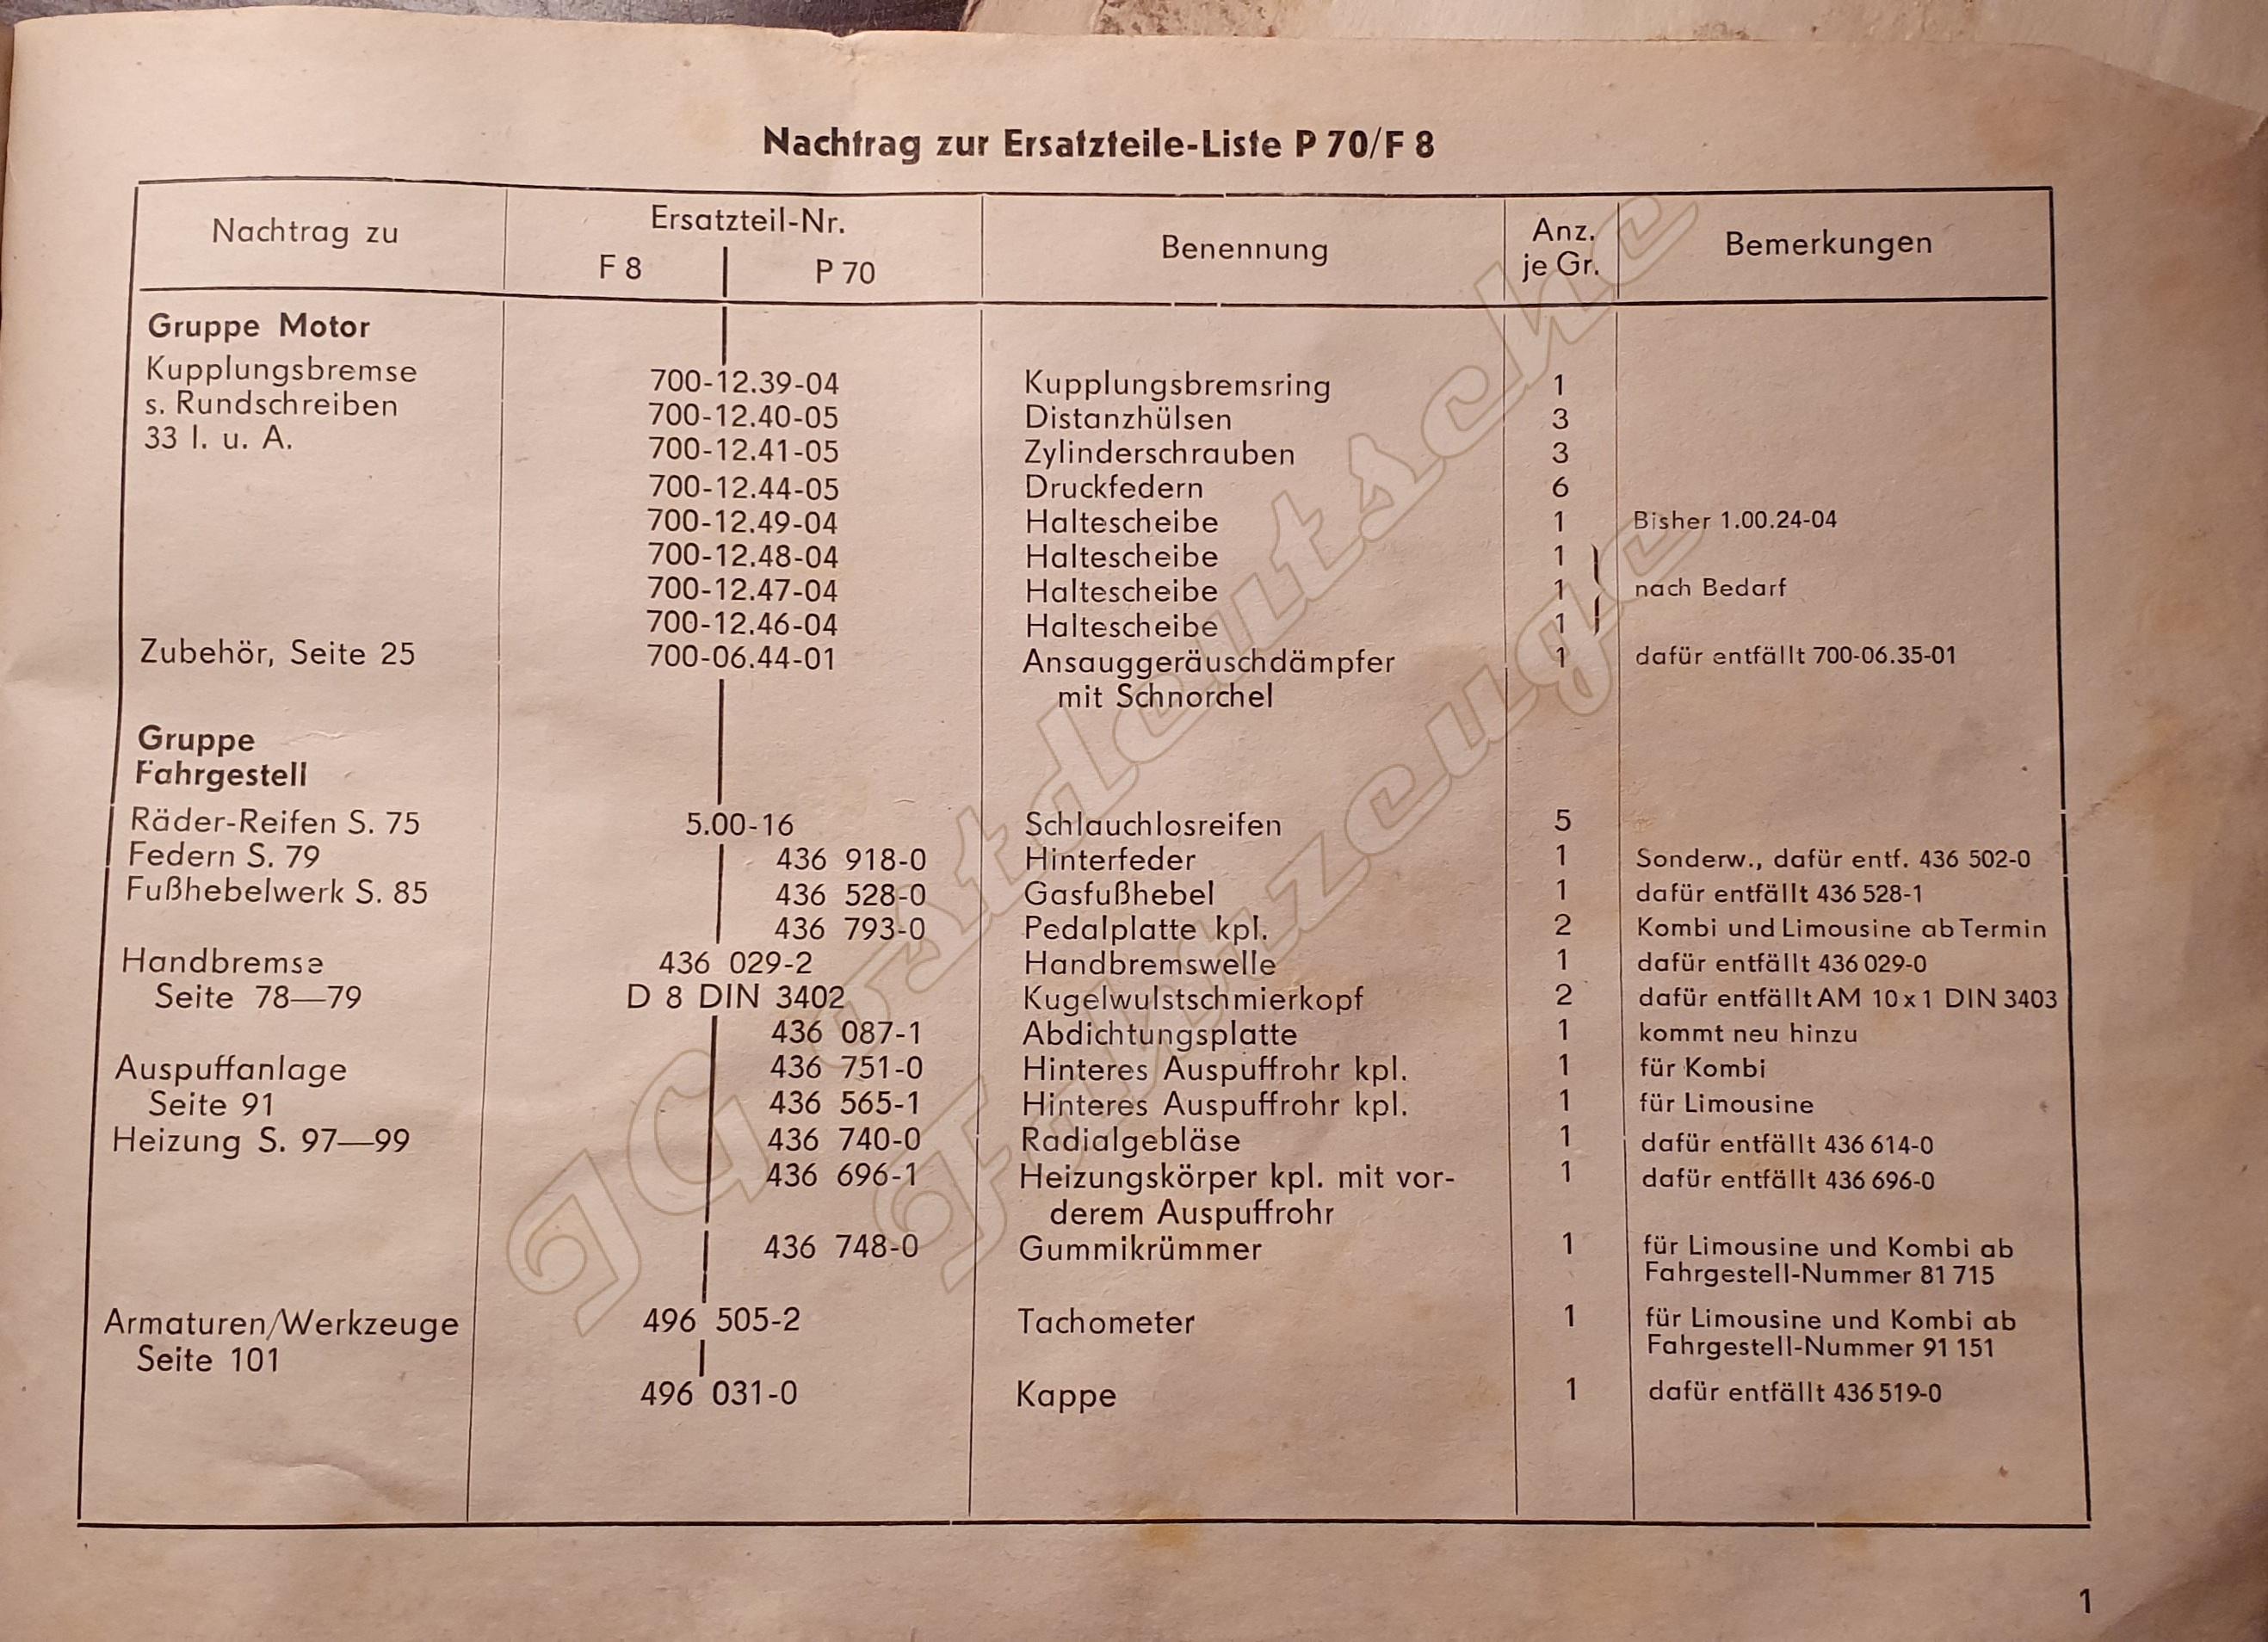 Nachtrag zur Ersatzteile-Liste P 70/F 8
Nachtrag zu Ersatzteil-Nr. Benennung Anz. je Gr. Bemerkungen
F 8 P 70
Gruppe Motor
Kupplungsbremse 700-12.39-04 Kupplungsbremsring 1
s. Rundschreiben 700-12.40-05 Distanzhülsen 3
33 I. u. A. 700-12.41-05 Zylinderschrauben 3
700-12.44-05 Druckfedern 6
700-12.49-04 Haltescheibe 1 Bisher 1.00.24-04
700-12.48-04 Haltescheibe 1
700-12.47-04 Haltescheibe 1 nach Bedarf
700-12.46-04 Haltescheibe 1
Zubehör, Seite 25 700-06.44-01 Ansauggeräuschdämpfer 1 dafür entfällt 700-06.35-01
mit Schnorchel
Gruppe
Fahrgestell
Räder-Reifen S. 75 5.00-16 Schlauchlosreifen 5
Federn S. 79 436 918-0 Hinterfeder 1 Sonderw., dafür entf. 436 502-0
Fußhebelwerk S. 85 436 528-0 Gasfußhebel 1 dafür entfällt 436 528-1
436 793-0 Pedalplatte kpl. 2 Kombi und Limousine ab Termin
Handbremse 436 029-2 Handbremswelle 1 dafür entfällt 436 029-0
Seite 78—79 D 8 DIN 3402 Kugelwulstschmierkopf 2 dafür entfällt AM 10 x 1 DIN 3403
436 087-1 Abdichtungsplatte 1 kommt neu hinzu
Auspuffanlage 436 751-0 Hinteres Auspuffrohr kpl. 1 für Kombi
Seite 91 436 565-1 Hinteres Auspuffrohr kpl. 1 für Limousine
Heizung S. 97—99 436 740-0 Radialgebläse 1 dafür entfällt 436 614-0
436 696-1 Heizungskörper kpl. mit vor- 1 dafür entfällt 436 696-0
derem Auspuffrohr
436 748-0 Gummikrümmer 1 für Limousine und Kombi ab
Fahrgestell-Nummer 81 715
Armaturen/Werkzeuge 496 505-2 Tachometer 1 für Limousine und Kombi ab
Seite 101 Fahrgestell-Nummer 91 151
496 031-0 Kappe 1 dafür entfällt 436 519-0
1
IG Ostdeutsche
Fahrzeuge